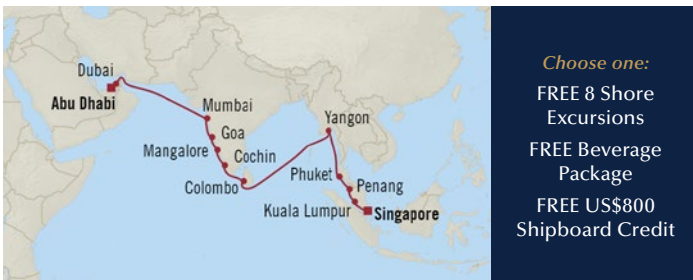 Dubai
Abu Dhabi
Mumbai
Goa
Mangalore
Cochin
Colombo
Yangon
Phuket
Penang
Kuala Lumpur
Singapore
Choose one:
FREE 8 Shore
Excursions
FREE Beverage
Package
FREE US$800
Shipboard Credit